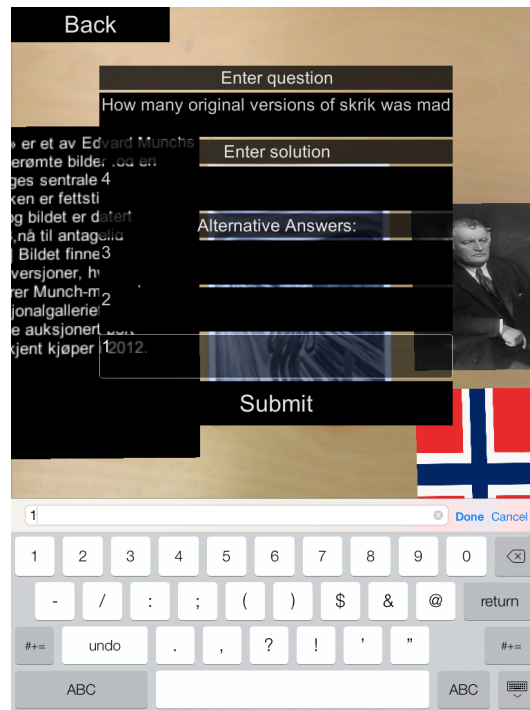 Back
Enter question
How many original versions of skrik was mad
Enter solution
4
Alternative Answers:
3
2
1
Submit
» er et av Edvard Munchs
erømte bilder og en
ges sentrale
ken er fettsti
og bildet er datert
nå til antagelig
Bildet finne
versjoner, hv
rer Munch-m
jonalgalleriet
e auksjonert bort
kjent kjøper i 2012.
1
Done Cancel
1 2 3 4 5 6 7 8 9 0
- / : ; ( ) $ & @ return
#+= undo . , ? ! ’ ” #+=
ABC ABC